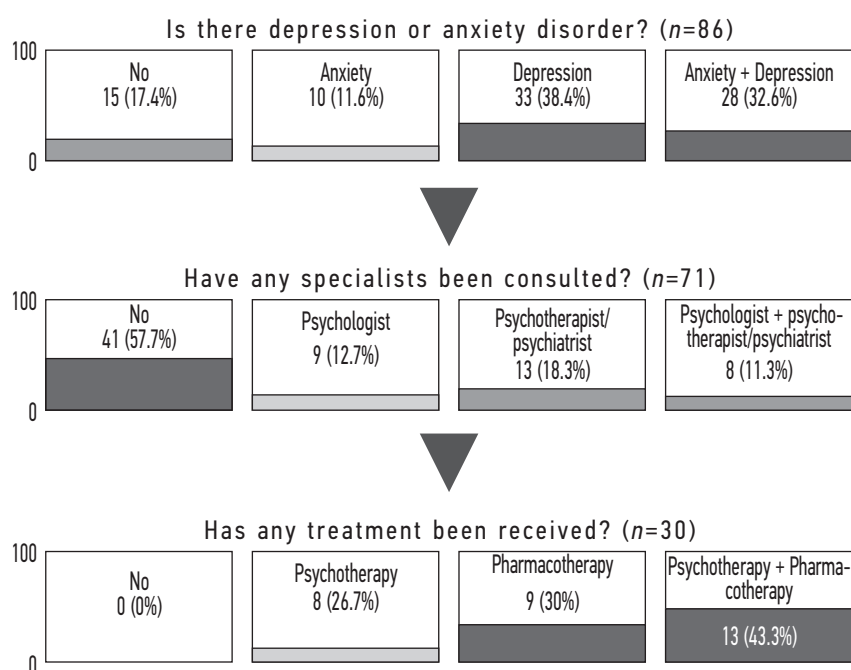 Is there depression or anxiety disorder? (n=86)
100
0
No
15 (17.4%)
Anxiety
10 (11.6%)
Depression
33 (38.4%)
Anxiety + Depression
28 (32.6%)
Have any specialists been consulted? (n=71)
100
0
No
41 (57.7%)
Psychologist
9 (12.7%)
Psychotherapist/
psychiatrist
13 (18.3%)
Psychologist + psycho-
therapist/psychiatrist
8 (11.3%)
Has any treatment been received? (n=30)
100
0
No
0 (0%)
Psychotherapy
8 (26.7%)
Pharmacotherapy
9 (30%)
Psychotherapy + Pharma-
cotherapy
13 (43.3%)